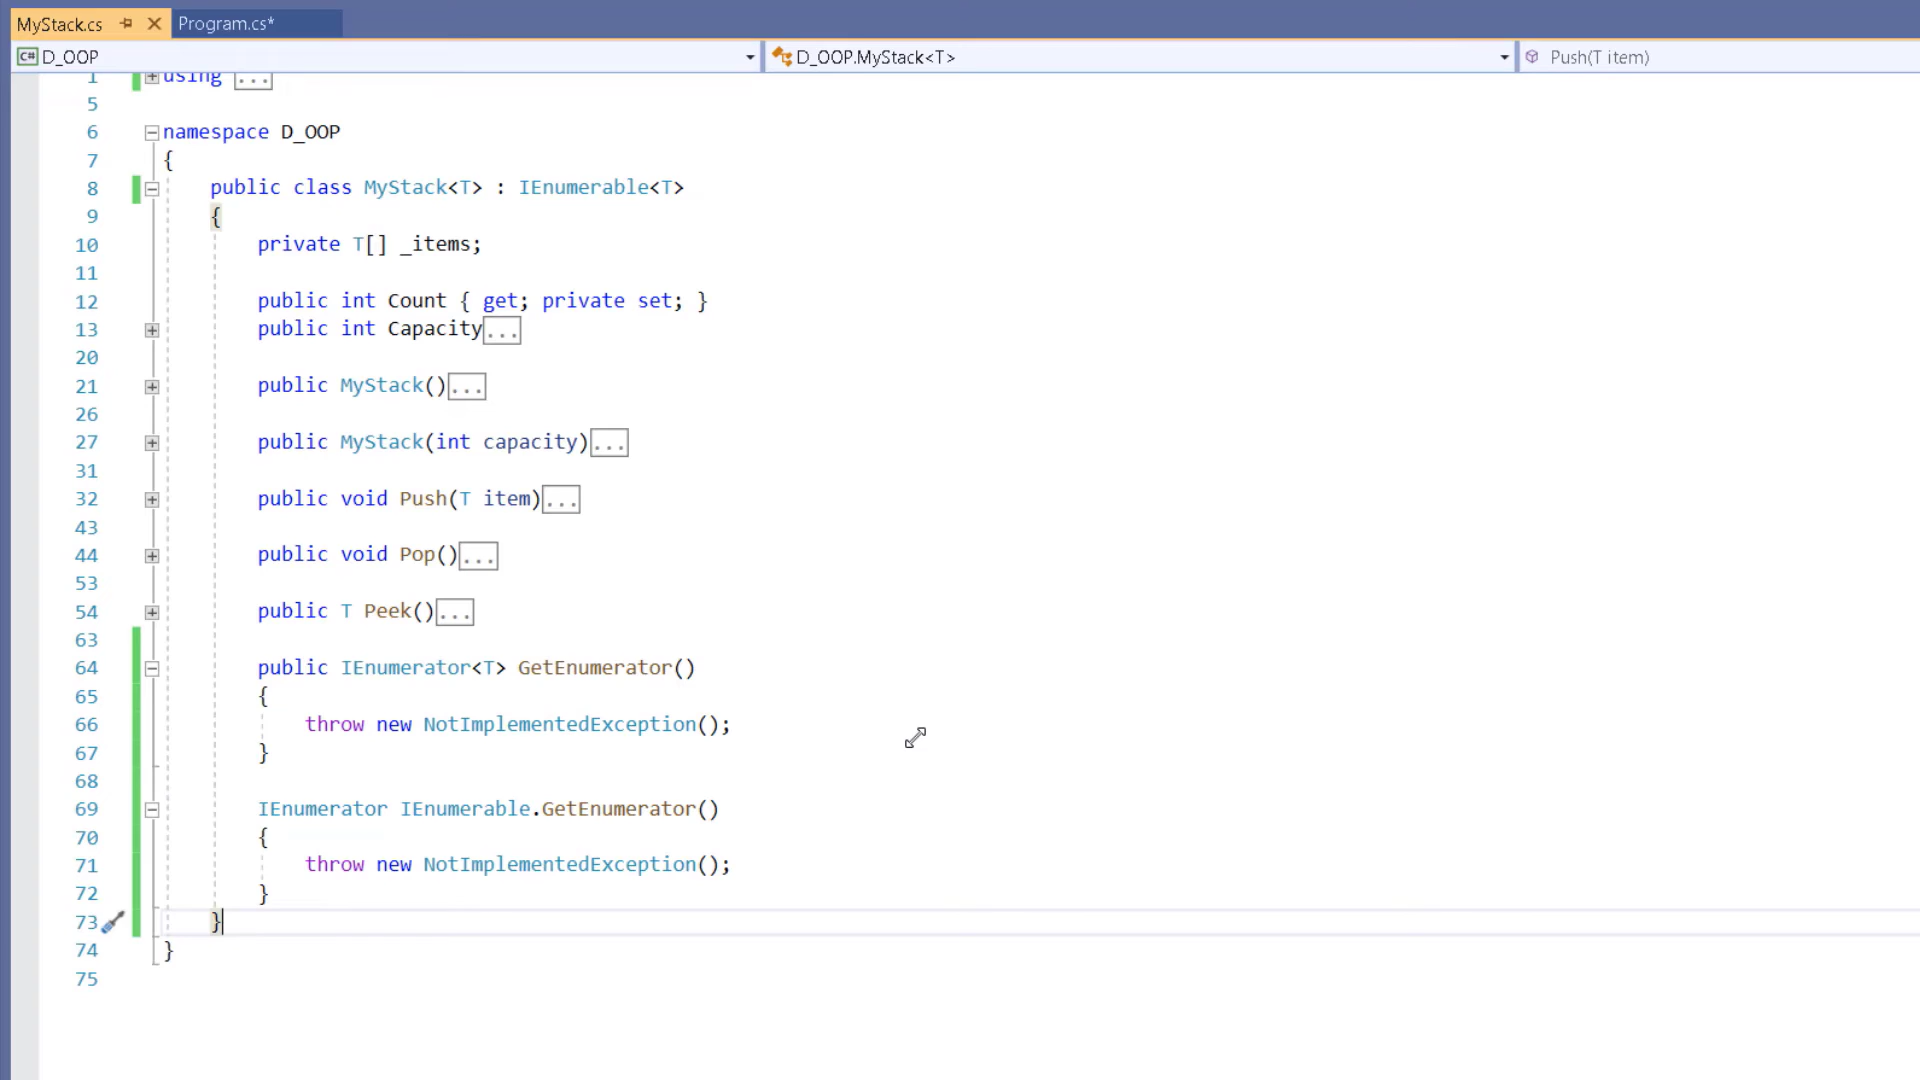 MyStack.cs Program.cs*
C# D_OOP D_OOP.MyStack<T> Push(T item)
1 using ...
5
6 namespace D_OOP
7 {
8 public class MyStack<T> : IEnumerable<T>
9 {
10 private T[] _items;
11
12 public int Count { get; private set; }
13 public int Capacity...
20
21 public MyStack()...
26
27 public MyStack(int capacity)...
31
32 public void Push(T item)...
43
44 public void Pop()...
53
54 public T Peek()...
63
64 public IEnumerator<T> GetEnumerator()
65 {
66 throw new NotImplementedException();
67 }
68
69 IEnumerator IEnumerable.GetEnumerator()
70 {
71 throw new NotImplementedException();
72 }
73 }
74 }
75